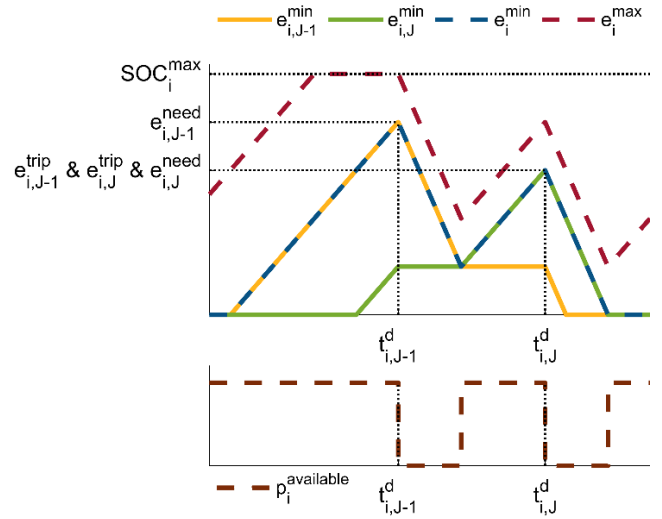 e_{i,J-1}^{min} e_{i,J}^{min} e_i^{min} e_i^{max}
SOC_i^{max}
e_{i,J-1}^{need}
e_{i,J-1}^{trip} & e_{i,J}^{trip} & e_{i,J}^{need}
t_{i,J-1}^d t_{i,J}^d
p_i^{available} t_{i,J-1}^d t_{i,J}^d